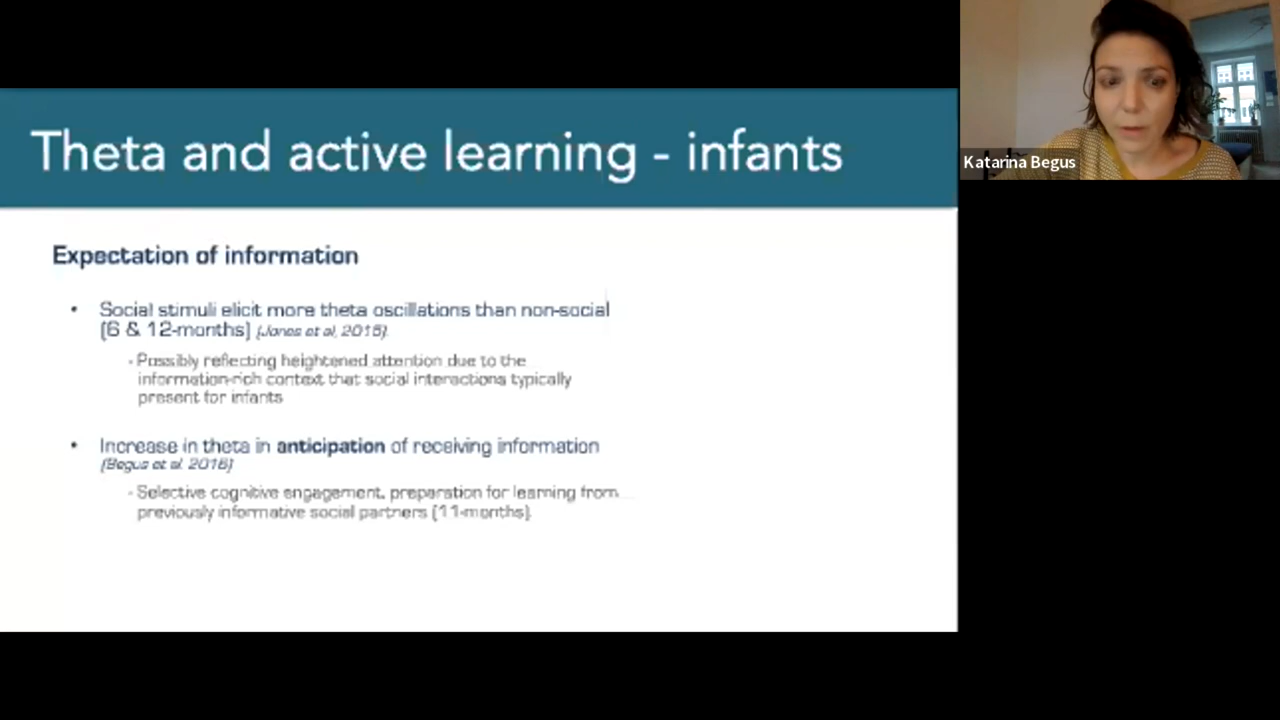 Theta and active learning - infants
Katarina Begus
Expectation of information
• Social stimuli elicit more theta oscillations than non-social
(6 & 12-months) (Jones et al, 2015).
- Possibly reflecting heightened attention due to the
information-rich context that social interactions typically
present for infants
• Increase in theta in anticipation of receiving information
(Begus et al. 2016)
- Selective cognitive engagement, preparation for learning from
previously informative social partners (11-months).